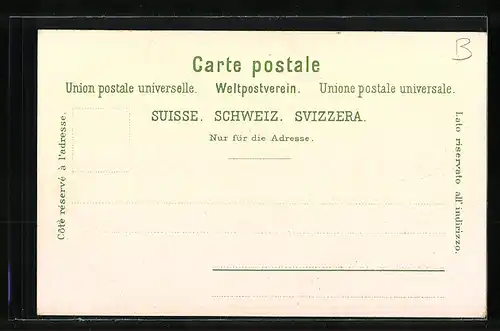 B
Carte postale
Union postale universelle. Weltpostverein. Unione postale universale.
SUISSE. SCHWEIZ. SVIZZERA.
Nur für die Adresse.
Côté réservé à l'adresse.
Lato riservato all' indirizzo.